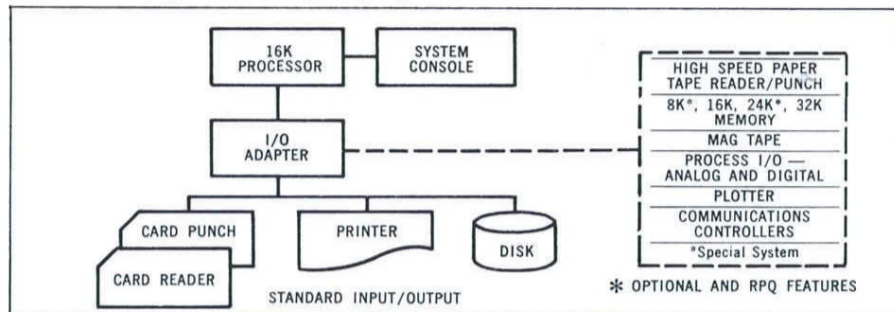 16K
PROCESSOR
SYSTEM
CONSOLE
I/O
ADAPTER
CARD PUNCH
CARD READER
PRINTER
DISK
STANDARD INPUT/OUTPUT
HIGH SPEED PAPER
TAPE READER/PUNCH
8K*, 16K, 24K*, 32K
MEMORY
MAG TAPE
PROCESS I/O —
ANALOG AND DIGITAL
PLOTTER
COMMUNICATIONS
CONTROLLERS
*Special System
* OPTIONAL AND RPQ FEATURES